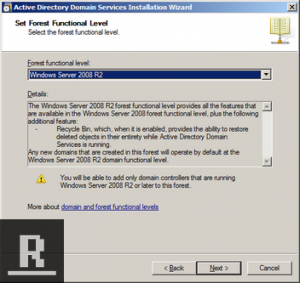 Active Directory Domain Services Installation Wizard
Set Forest Functional Level
Select the forest functional level.
Forest functional level:
Windows Server 2008 R2
Details:
The Windows Server 2008 R2 forest functional level provides all the features that
are available in the Windows Server 2008 forest functional level, plus the following
additional feature:
- Recycle Bin, which, when it is enabled, provides the ability to restore
deleted objects in their entirety while Active Directory Domain
Services is running.
Any new domains that are created in this forest will operate by default at the
Windows Server 2008 R2 domain functional level.
You will be able to add only domain controllers that are running
Windows Server 2008 R2 or later to this forest.
More about domain and forest functional levels
R
< Back
Next >
Cancel